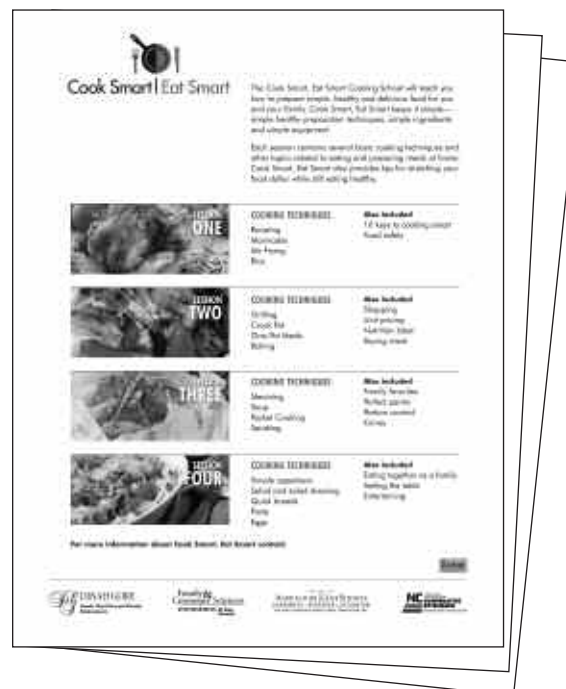 Cook Smart Eat Smart
The Cook Smart, Eat Smart Cooking School will teach you
how to prepare simple, healthy and delicious food for you
and your family. Cook Smart, Eat Smart keeps it simple—
simple healthy preparation techniques, simple ingredients
and simple equipment.
Each session contains several basic cooking techniques and
other topics related to eating and preparing meals at home.
Cook Smart, Eat Smart also provides tips for stretching your
food dollar while still eating healthy.
SESSION
ONE
COOKING TECHNIQUES
Roasting
Marinades
Stir Frying
Rice
Also Included
10 keys to cooking smart
Food safety
SESSION
TWO
COOKING TECHNIQUES
Grilling
Crock Pot
One Pot Meals
Baking
Also Included
Shopping
Unit pricing
Nutrition label
Buying meat
SESSION
THREE
COOKING TECHNIQUES
Steaming
Soup
Packet Cooking
Sautéing
Also Included
Family favorites
Perfect pantry
Portion control
Knives
SESSION
FOUR
COOKING TECHNIQUES
Simple appetizers
Salad and salad dressing
Quick breads
Pasta
Eggs
Also Included
Eating together as a family
Setting the table
Entertaining
For more information about Cook Smart, Eat Smart contact:
Family &
Consumer Sciences
NC